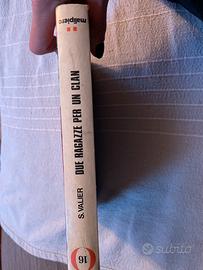 malipiero
DUE RAGAZZE PER UN CLAN
S. VALIER
16
subito